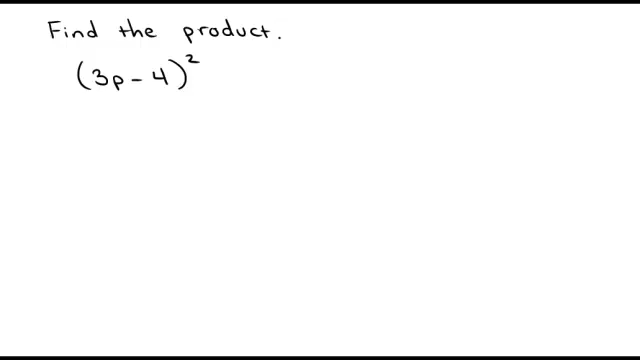 Find the product.
(3p - 4)²